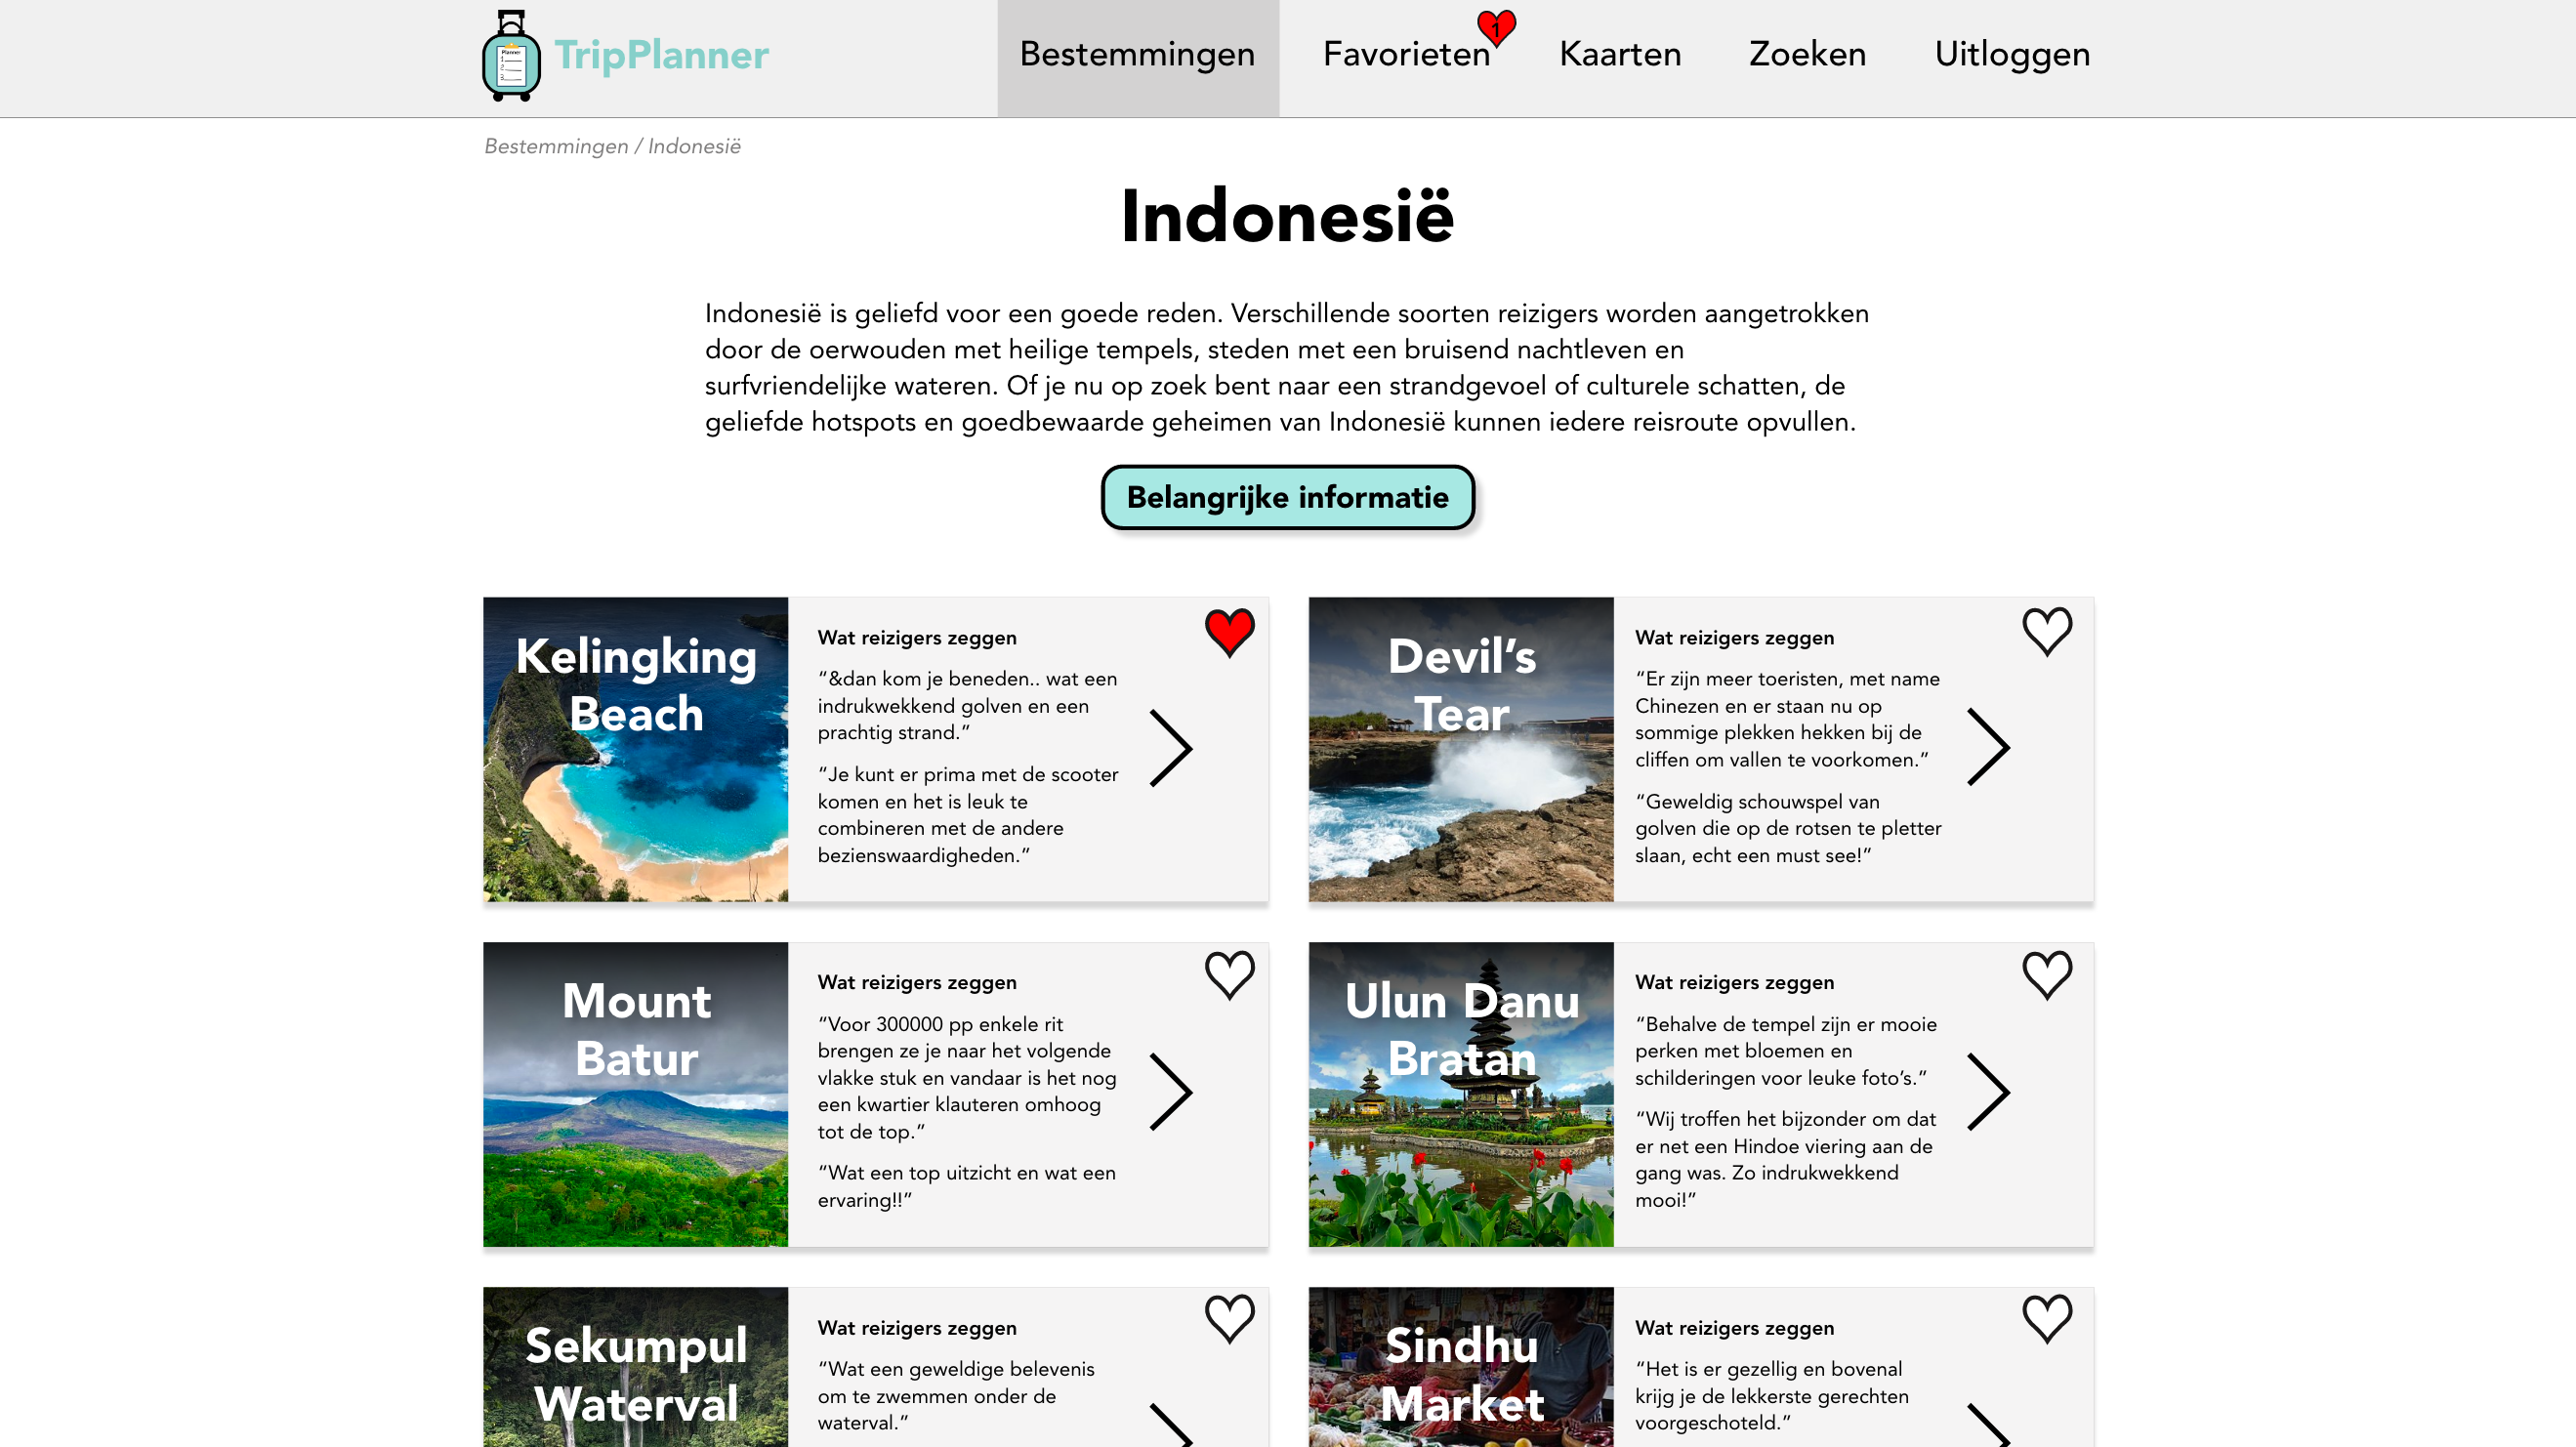 Planner
1
2
3
TripPlanner
Bestemmingen
Favorieten
1
Kaarten
Zoeken
Uitloggen
Bestemmingen / Indonesië
Indonesië
Indonesië is geliefd voor een goede reden. Verschillende soorten reizigers worden aangetrokken
door de oerwouden met heilige tempels, steden met een bruisend nachtleven en
surfvriendelijke wateren. Of je nu op zoek bent naar een strandgevoel of culturele schatten, de
geliefde hotspots en goedbewaarde geheimen van Indonesië kunnen iedere reisroute opvullen.
Belangrijke informatie
Kelingking
Beach
Wat reizigers zeggen
“&dan kom je beneden.. wat een
indrukwekkend golven en een
prachtig strand.”
“Je kunt er prima met de scooter
komen en het is leuk te
combineren met de andere
bezienswaardigheden.”
Devil’s
Tear
Wat reizigers zeggen
“Er zijn meer toeristen, met name
Chinezen en er staan nu op
sommige plekken hekken bij de
cliffen om vallen te voorkomen.”
“Geweldig schouwspel van
golven die op de rotsen te pletter
slaan, echt een must see!”
Mount
Batur
Wat reizigers zeggen
“Voor 300000 pp enkele rit
brengen ze je naar het volgende
vlakke stuk en vandaar is het nog
een kwartier klauteren omhoog
tot de top.”
“Wat een top uitzicht en wat een
ervaring!!”
Ulun Danu
Bratan
Wat reizigers zeggen
“Behalve de tempel zijn er mooie
perken met bloemen en
schilderingen voor leuke foto’s.”
“Wij troffen het bijzonder om dat
er net een Hindoe viering aan de
gang was. Zo indrukwekkend
mooi!”
Sekumpul
Waterval
Wat reizigers zeggen
“Wat een geweldige belevenis
om te zwemmen onder de
waterval.”
Sindhu
Market
Wat reizigers zeggen
“Het is er gezellig en bovenal
krijg je de lekkerste gerechten
voorgeschoteld.”